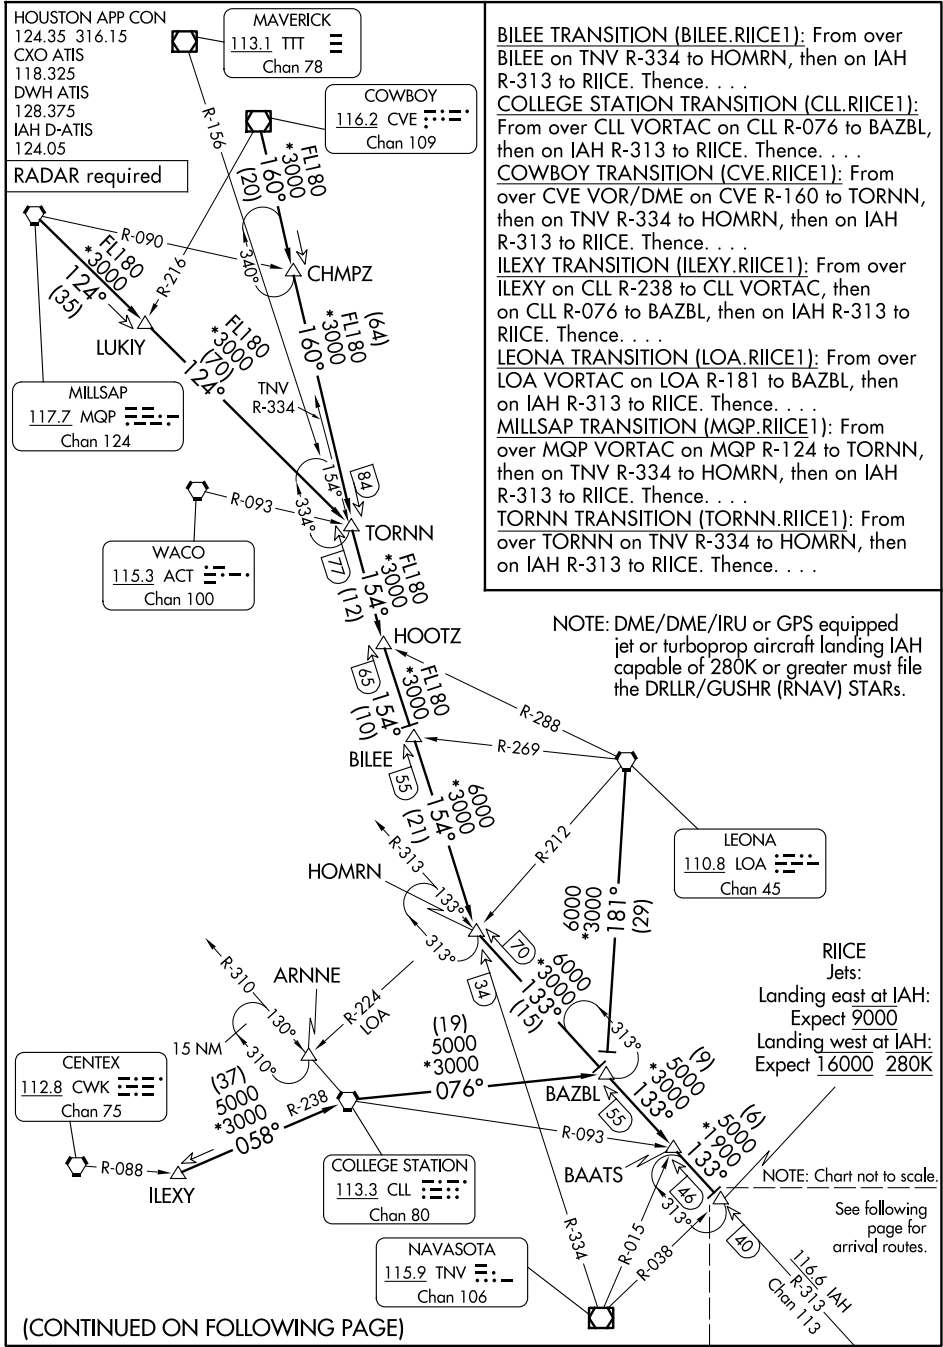 HOUSTON APP CON
124.35 316.15
CXO ATIS
118.325
DWH ATIS
128.375
IAH D-ATIS
124.05
RADAR required
MAVERICK
113.1 TTT
Chan 78
COWBOY
116.2 CVE
Chan 109
BILEE TRANSITION (BILEE.RIICE1): From over
BILEE on TNV R-334 to HOMRN, then on IAH
R-313 to RIICE. Thence. . . .
COLLEGE STATION TRANSITION (CLL.RIICE1):
From over CLL VORTAC on CLL R-076 to BAZBL,
then on IAH R-313 to RIICE. Thence. . . .
COWBOY TRANSITION (CVE.RIICE1): From
over CVE VOR/DME on CVE R-160 to TORNN,
then on TNV R-334 to HOMRN, then on IAH
R-313 to RIICE. Thence. . . .
ILEXY TRANSITION (ILEXY.RIICE1): From over
ILEXY on CLL R-238 to CLL VORTAC, then
on CLL R-076 to BAZBL, then on IAH R-313 to
RIICE. Thence. . . .
LEONA TRANSITION (LOA.RIICE1): From over
LOA VORTAC on LOA R-181 to BAZBL, then
on IAH R-313 to RIICE. Thence. . . .
MILLSAP TRANSITION (MQP.RIICE1): From
over MQP VORTAC on MQP R-124 to TORNN,
then on TNV R-334 to HOMRN, then on IAH
R-313 to RIICE. Thence. . . .
TORNN TRANSITION (TORNN.RIICE1): From
over TORNN on TNV R-334 to HOMRN, then
on IAH R-313 to RIICE. Thence. . . .
R-156
FL180
*3000
160°
(20)
R-090
R-216
340°
CHMPZ
FL180
*3000
124°
(35)
LUKIY
FL180
*3000
(70)
124°
(64)
FL180
*3000
160°
TNV
R-334
MILLSAP
117.7 MQP
Chan 124
154°
334°
84
R-093
TORNN
77
WACO
115.3 ACT
Chan 100
FL180
*3000
154°
(12)
HOOTZ
65
FL180
*3000
154°
(10)
NOTE: DME/DME/IRU or GPS equipped
jet or turboprop aircraft landing IAH
capable of 280K or greater must file
the DRLLR/GUSHR (RNAV) STARs.
R-288
R-269
BILEE
55
6000
*3000
154°
(21)
R-212
LEONA
110.8 LOA
Chan 45
R-313
HOMRN
133°
313°
70
34
6000
*3000
181°
(29)
6000
*3000
133°
(15)
R-310
ARNNE
R-224
LOA
130°
310°
15 NM
313°
RIICE
Jets:
Landing east at IAH:
Expect 9000
Landing west at IAH:
Expect 16000 280K
CENTEX
112.8 CWK
Chan 75
(37)
5000
*3000
058°
R-238
(19)
5000
*3000
076°
BAZBL
55
(9)
5000
*3000
133°
(6)
5000
*1900
133°
R-088
ILEXY
R-093
BAATS
COLLEGE STATION
113.3 CLL
Chan 80
46
313°
NOTE: Chart not to scale.
See following
page for
arrival routes.
40
R-334
R-015
R-038
NAVASOTA
115.9 TNV
Chan 106
116.6 IAH
R-313
Chan 113
(CONTINUED ON FOLLOWING PAGE)